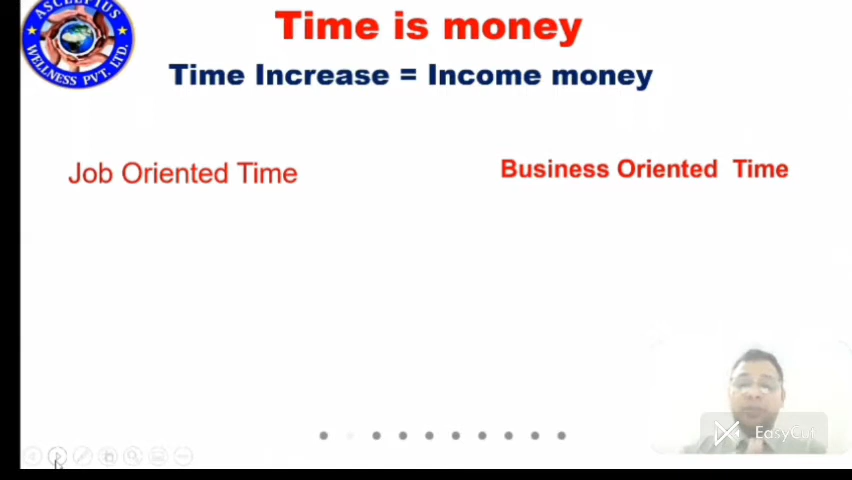 ASCLEPIUS
WELLNESS PVT. LTD.
Time is money
Time Increase = Income money
Job Oriented Time
Business Oriented Time
EasyCut